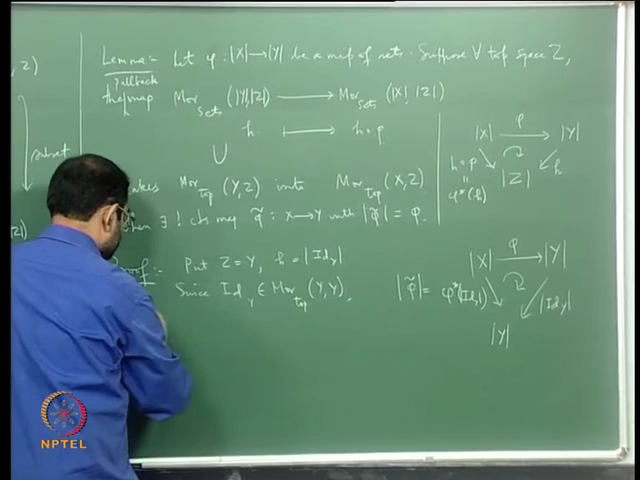 Lemma:- Let φ : |X| → |Y| be a map of sets. Suppose ∀ top space Z,
Pullback
the map Mor_Sets (|Y|,|Z|) → Mor_Sets (|X|,|Z|)
h ↦ h∘φ
∪
takes Mor_Top (Y,Z) into Mor_Top (X,Z)
then ∃! cts map φ̃ : X → Y with |φ̃| = φ.
Proof:- Put Z = Y, h = |Id_Y|
Since Id_Y ∈ Mor_Top (Y,Y),
|X| φ → |Y|
h∘φ
"
φ*(h)
|Z|
h
|X| φ → |Y|
|φ̃| = φ*(|Id_Y|)
|Id_Y|
|Y|
, Z)
subset
NPTEL